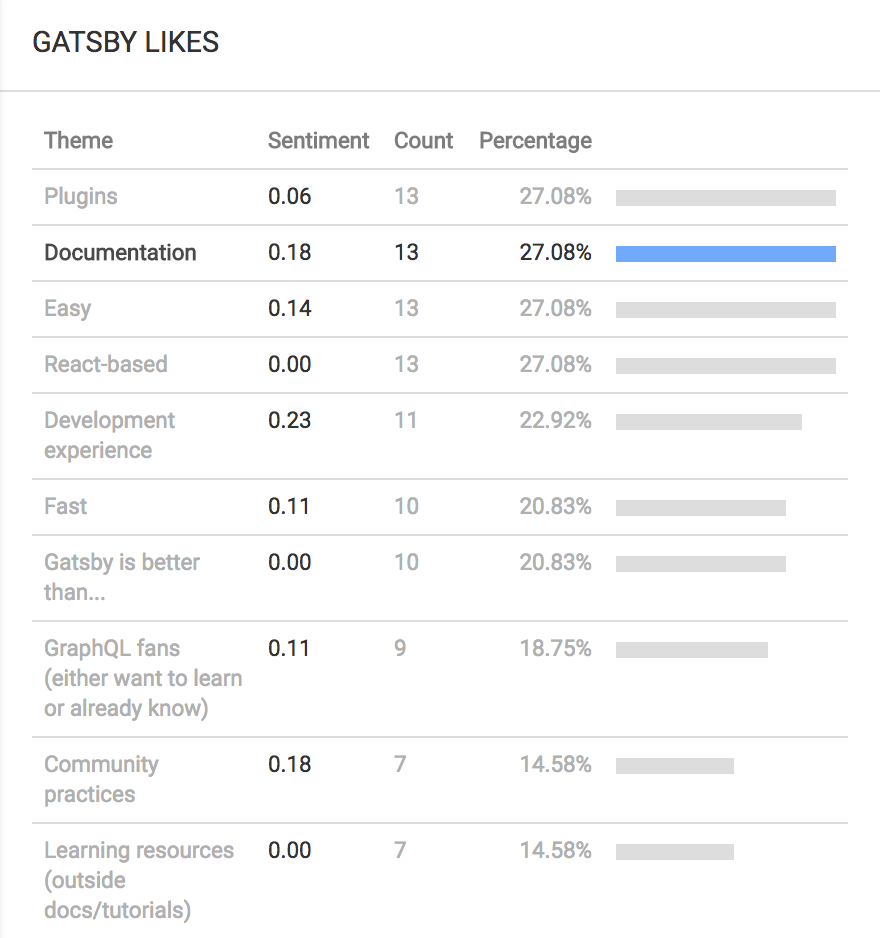 GATSBY LIKES
Theme Sentiment Count Percentage
Plugins 0.06 13 27.08%
Documentation 0.18 13 27.08%
Easy 0.14 13 27.08%
React-based 0.00 13 27.08%
Development 0.23 11 22.92%
experience
Fast 0.11 10 20.83%
Gatsby is better 0.00 10 20.83%
than...
GraphQL fans 0.11 9 18.75%
(either want to learn
or already know)
Community 0.18 7 14.58%
practices
Learning resources 0.00 7 14.58%
(outside
docs/tutorials)